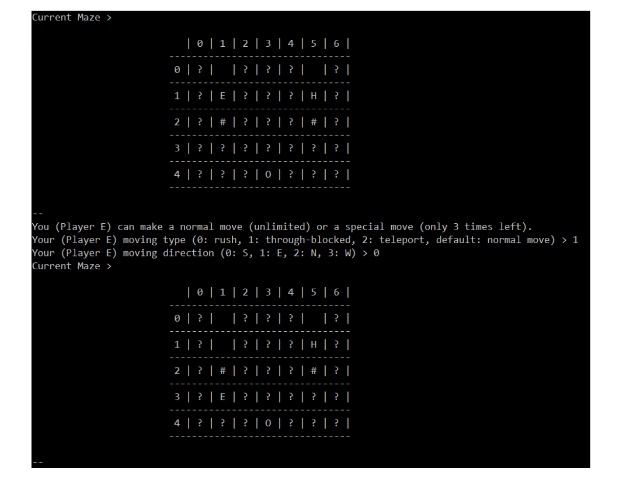 Current Maze >
| 0 | 1 | 2 | 3 | 4 | 5 | 6 |
-----------------------------
0 | ? |   | ? | ? | ? |   | ? |
-----------------------------
1 | ? | E | ? | ? | ? | H | ? |
-----------------------------
2 | ? | # | ? | ? | ? | # | ? |
-----------------------------
3 | ? | ? | ? | ? | ? | ? | ? |
-----------------------------
4 | ? | ? | ? | O | ? | ? | ? |
-----------------------------
--
You (Player E) can make a normal move (unlimited) or a special move (only 3 times left).
Your (Player E) moving type (0: rush, 1: through-blocked, 2: teleport, default: normal move) > 1
Your (Player E) moving direction (0: S, 1: E, 2: N, 3: W) > 0
Current Maze >
| 0 | 1 | 2 | 3 | 4 | 5 | 6 |
-----------------------------
0 | ? |   | ? | ? | ? |   | ? |
-----------------------------
1 | ? |   | ? | ? | ? | H | ? |
-----------------------------
2 | ? | # | ? | ? | ? | # | ? |
-----------------------------
3 | ? | E | ? | ? | ? | ? | ? |
-----------------------------
4 | ? | ? | ? | O | ? | ? | ? |
-----------------------------
--